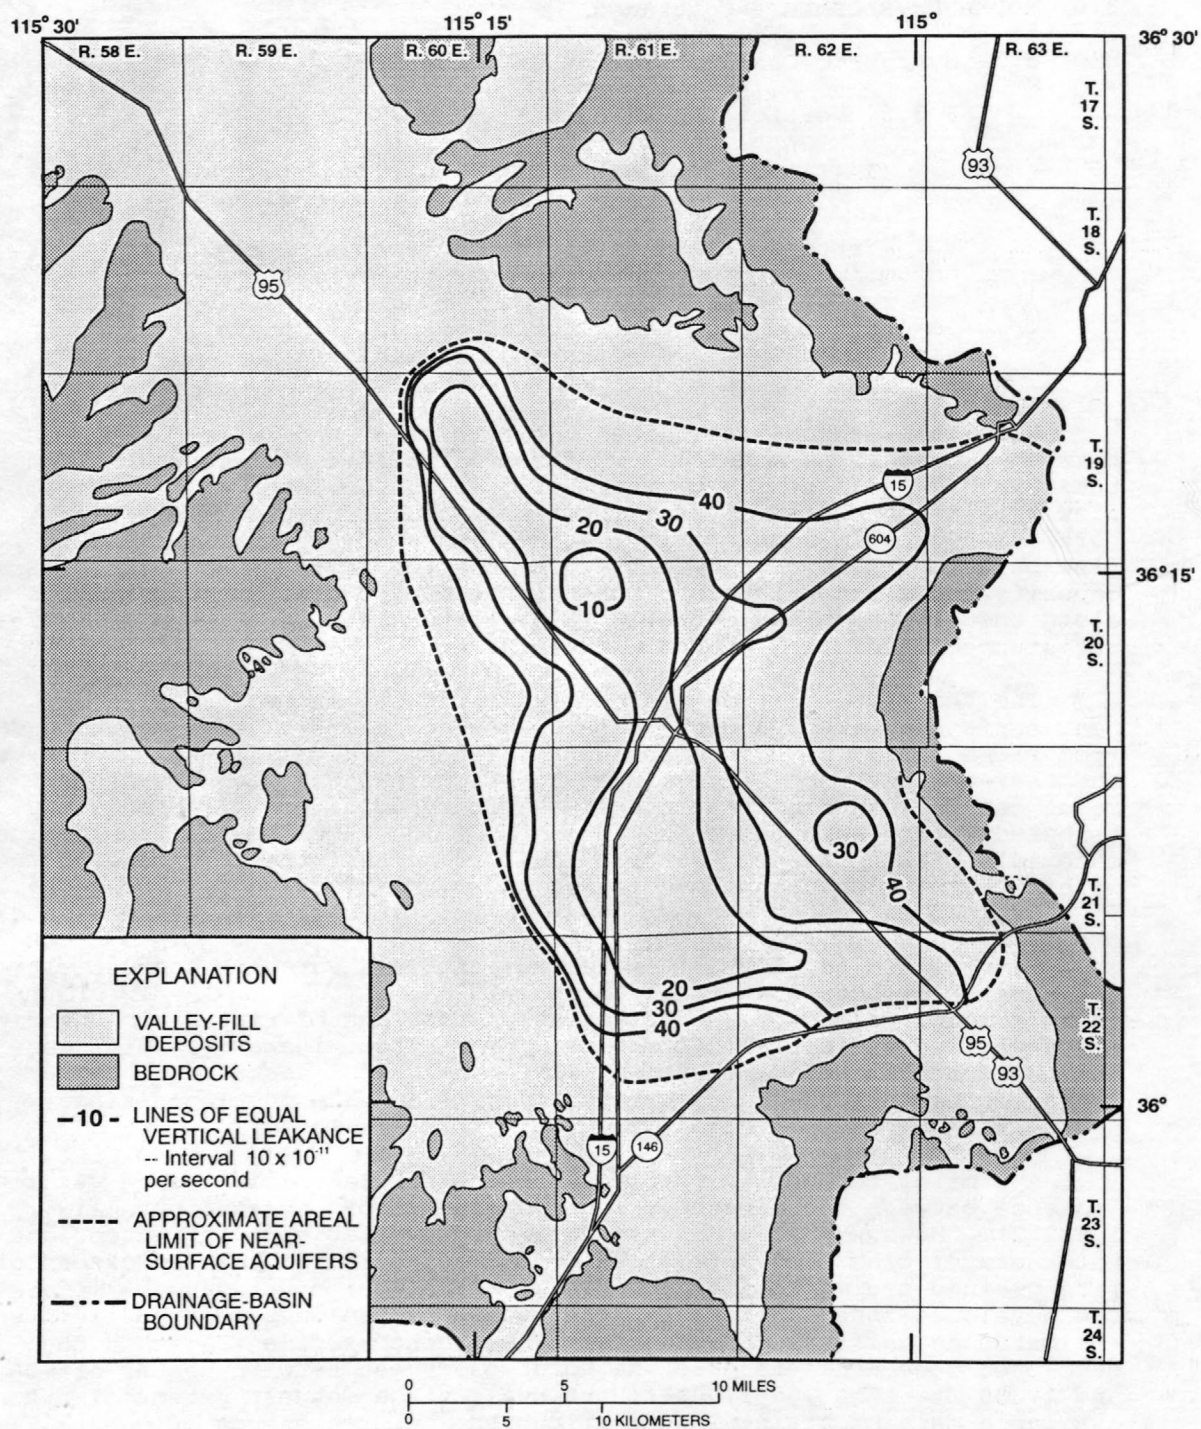 115° 30'
115° 15'
115°
36° 30'
R. 58 E.
R. 59 E.
R. 60 E.
R. 61 E.
R. 62 E.
R. 63 E.
T.
17
S.
93
T.
18
S.
95
T.
19
S.
15
40
30
20
604
10
36° 15'
T.
20
S.
30
40
T.
21
S.
20
30
40
T.
22
S.
95
93
36°
15
146
T.
23
S.
T.
24
S.
EXPLANATION
VALLEY-FILL
DEPOSITS
BEDROCK
–10 - LINES OF EQUAL
VERTICAL LEAKANCE
-- Interval 10 x 10⁻¹¹
per second
APPROXIMATE AREAL
LIMIT OF NEAR-
SURFACE AQUIFERS
DRAINAGE-BASIN
BOUNDARY
0 5 10 MILES
0 5 10 KILOMETERS